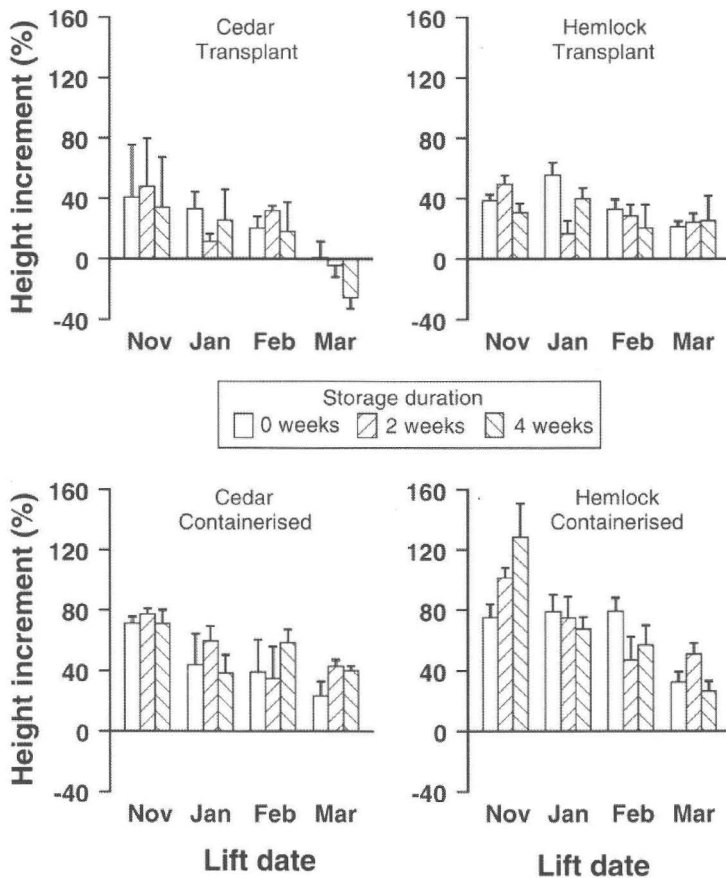 Height increment (%)
160
120
80
40
0
-40
Cedar
Transplant
Nov Jan Feb Mar
160
120
80
40
0
-40
Hemlock
Transplant
Nov Jan Feb Mar
Storage duration
0 weeks 2 weeks 4 weeks
Height increment (%)
160
120
80
40
0
-40
Cedar
Containerised
Nov Jan Feb Mar
Lift date
160
120
80
40
0
-40
Hemlock
Containerised
Nov Jan Feb Mar
Lift date